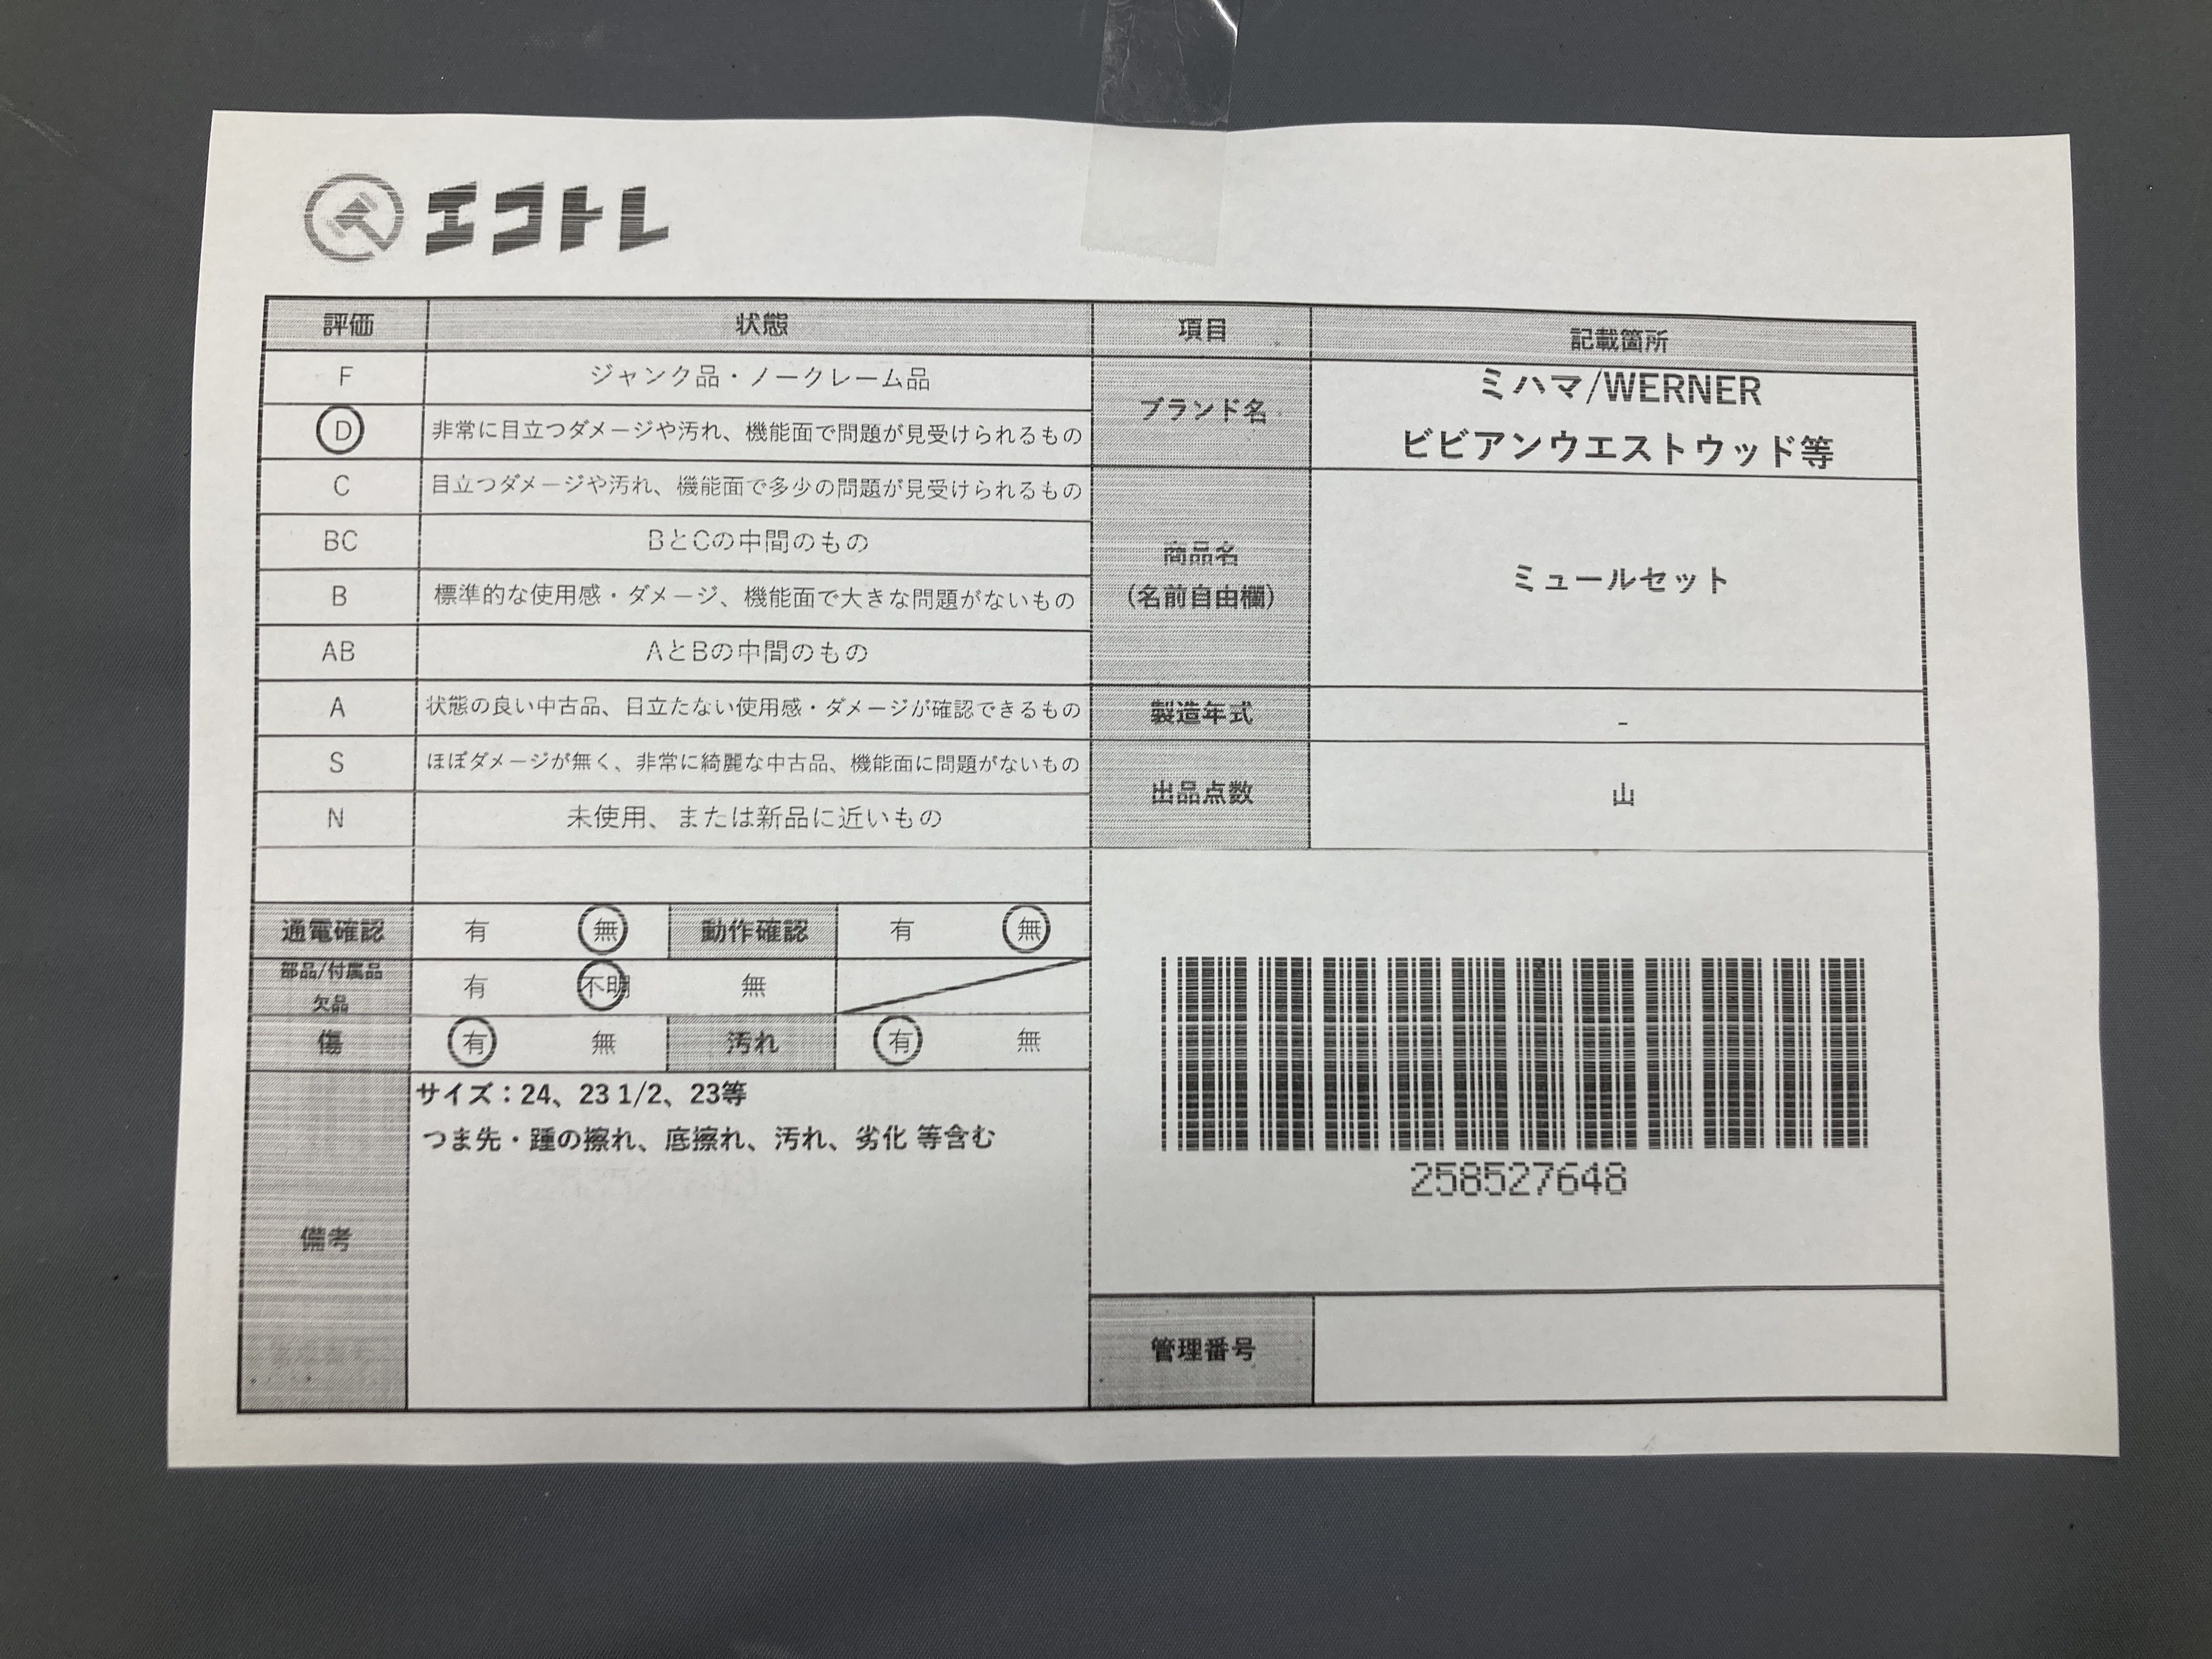 エコトレ
評価 状態 項目 記載箇所
F ジャンク品・ノークレーム品
D 非常に目立つダメージや汚れ、機能面で問題が見受けられるもの
C 目立つダメージや汚れ、機能面で多少の問題が見受けられるもの
BC BとCの中間のもの
B 標準的な使用感・ダメージ、機能面で大きな問題がないもの
AB AとBの中間のもの
A 状態の良い中古品、目立たない使用感・ダメージが確認できるもの
S ほぼダメージが無く、非常に綺麗な中古品、機能面に問題がないもの
N 未使用、または新品に近いもの
ブランド名
ミハマ/WERNER
ビビアンウエストウッド等
商品名
(名前自由欄)
ミュールセット
製造年式 -
出品点数 山
通電確認 有 無 動作確認 有 無
部品/付属品
欠品
有 不明 無
傷 有 無 汚れ 有 無
備考
サイズ：24、23 1/2、23等
つま先・踵の擦れ、底擦れ、汚れ、劣化 等含む
258527648
管理番号